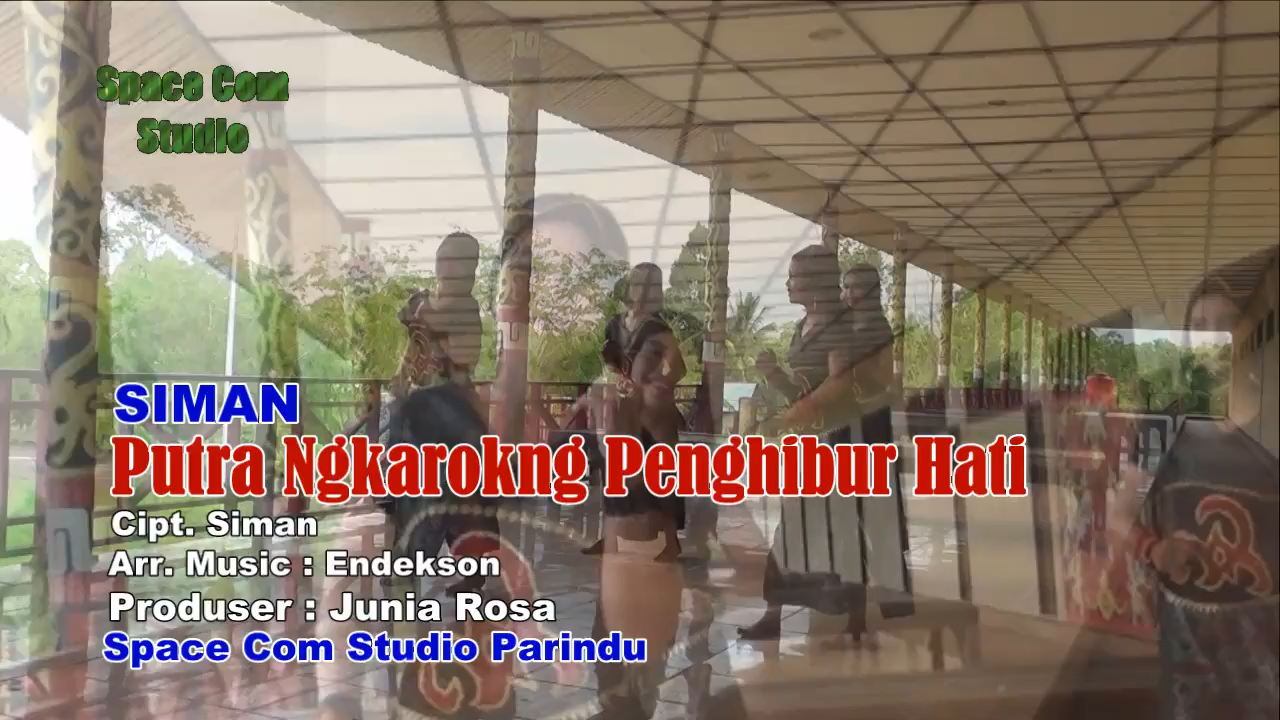 Space Com
Studio
SIMAN
Putra Ngkarokng Penghibur Hati
Cipt. Siman
Arr. Music : Endekson
Produser : Junia Rosa
Space Com Studio Parindu